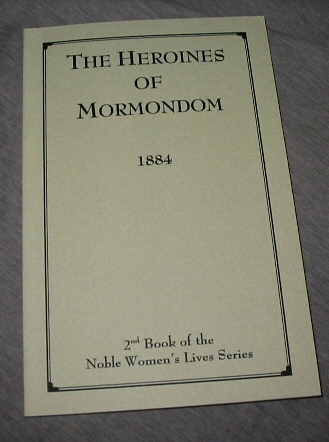 THE HEROINES
OF
MORMONDOM
1884
2nd Book of the
Noble Women's Lives Series